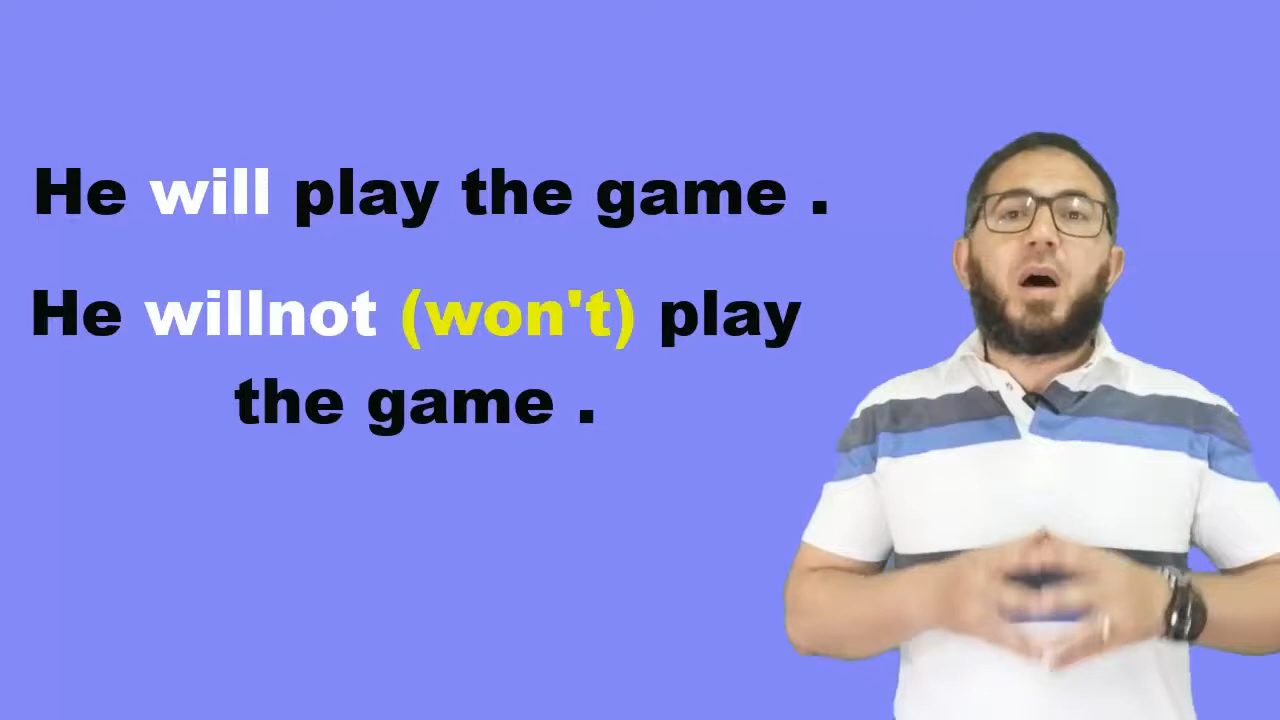 He will play the game .
He willnot (won't) play
the game .